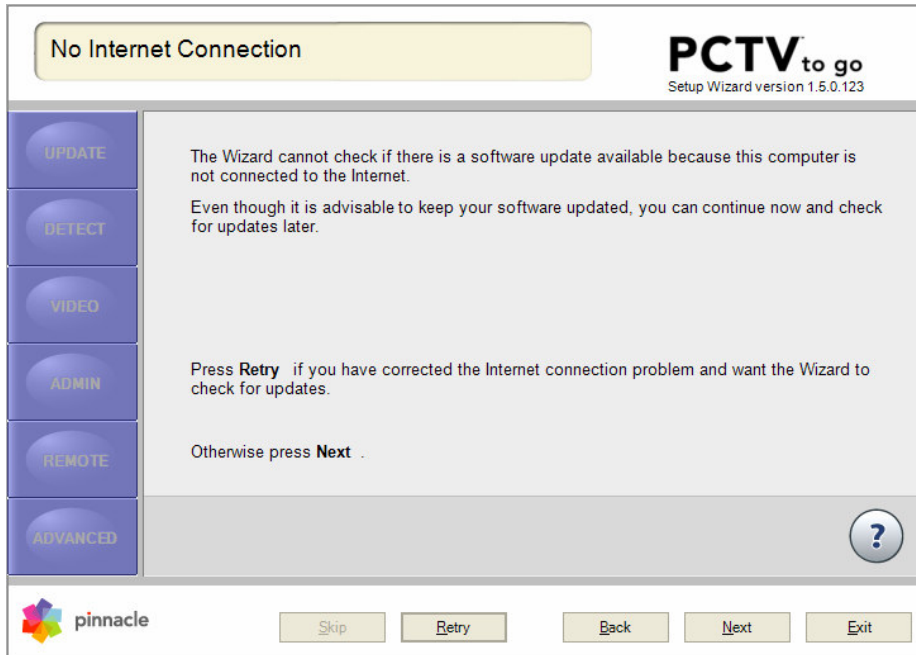 No Internet Connection
PCTV to go
Setup Wizard version 1.5.0.123
UPDATE
DETECT
VIDEO
ADMIN
REMOTE
ADVANCED
The Wizard cannot check if there is a software update available because this computer is
not connected to the Internet.
Even though it is advisable to keep your software updated, you can continue now and check
for updates later.
Press Retry if you have corrected the Internet connection problem and want the Wizard to
check for updates.
Otherwise press Next .
?
pinnacle
Skip
Retry
Back
Next
Exit